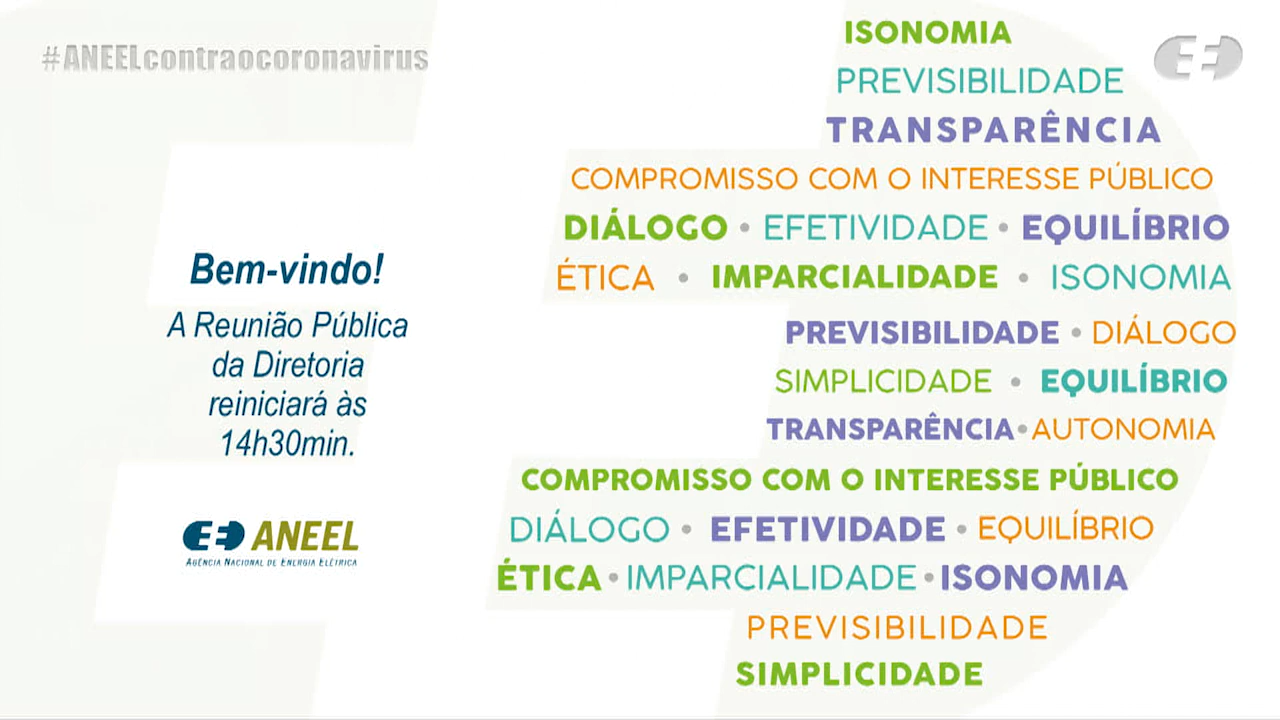 #ANEELcontraocoronavirus
Bem-vindo!
A Reunião Pública
da Diretoria
reiniciará às
14h30min.
ANEEL
AGÊNCIA NACIONAL DE ENERGIA ELÉTRICA
ISONOMIA
PREVISIBILIDADE
TRANSPARÊNCIA
COMPROMISSO COM O INTERESSE PÚBLICO
DIÁLOGO • EFETIVIDADE • EQUILÍBRIO
ÉTICA • IMPARCIALIDADE • ISONOMIA
PREVISIBILIDADE • DIÁLOGO
SIMPLICIDADE • EQUILÍBRIO
TRANSPARÊNCIA • AUTONOMIA
COMPROMISSO COM O INTERESSE PÚBLICO
DIÁLOGO • EFETIVIDADE • EQUILÍBRIO
ÉTICA • IMPARCIALIDADE • ISONOMIA
PREVISIBILIDADE
SIMPLICIDADE